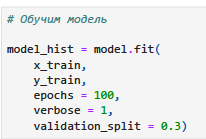 # Обучим модель
model_hist = model.fit(
x_train,
y_train,
epochs = 100,
verbose = 1,
validation_split = 0.3)